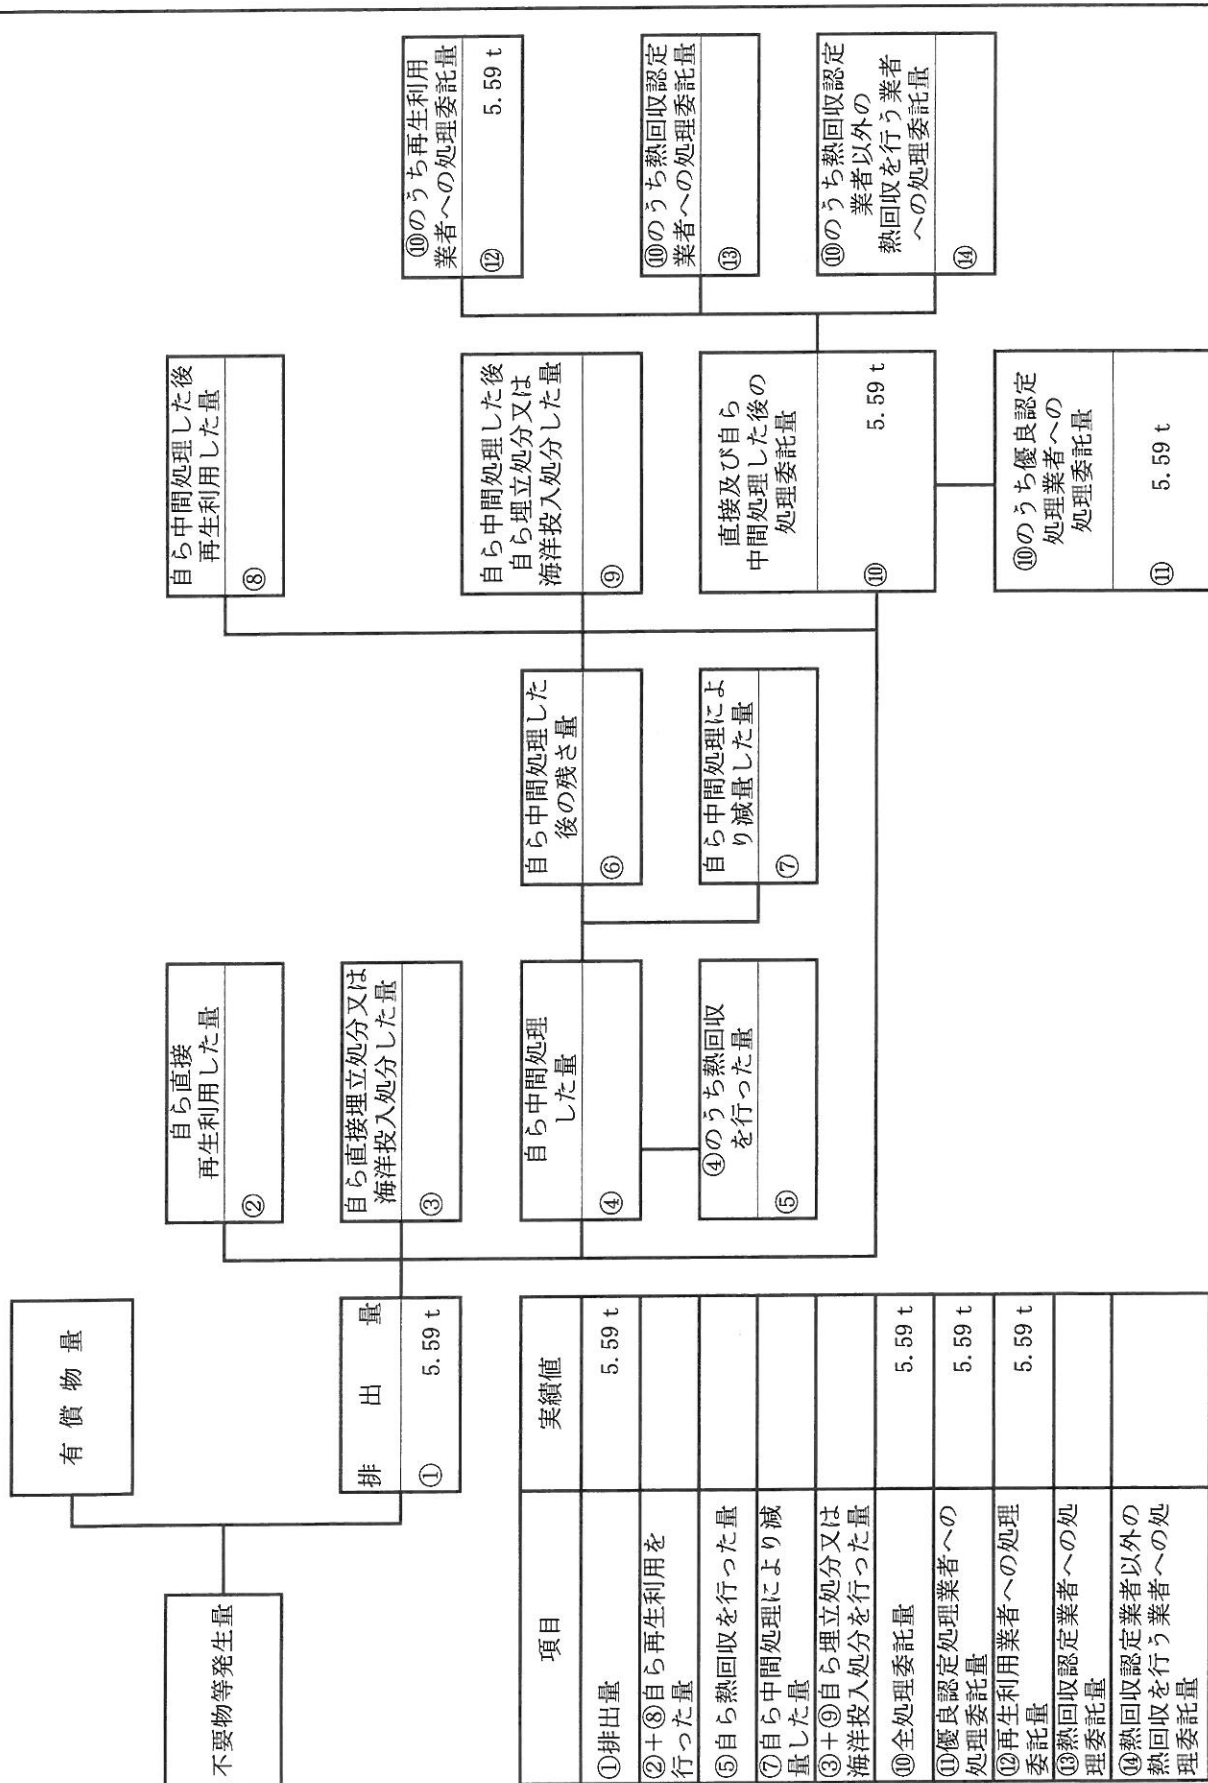 不要物等発生量
有償物量
排出量
① 5.59 t
自ら直接
再生利用した量
②
自ら直接埋立処分又は
海洋投入処分した量
③
自ら中間処理
した量
④
④のうち熱回収
を行った量
⑤
自ら中間処理した
後の残さ量
⑥
自ら中間処理によ
り減量した量
⑦
自ら中間処理した後
再生利用した量
⑧
自ら中間処理した後
自ら埋立処分又は
海洋投入処分した量
⑨
直接及び自ら
中間処理した後の
処理委託量
⑩ 5.59 t
⑩のうち優良認定
処理業者への
処理委託量
⑪ 5.59 t
⑩のうち再生利用
業者への処理委託量
⑫ 5.59 t
⑩のうち熱回収認定
業者への処理委託量
⑬
⑩のうち熱回収認定
業者以外の
熱回収を行う業者
への処理委託量
⑭
項目 実績値
①排出量 5.59 t
②+⑧自ら再生利用を
行った量
⑤自ら熱回収を行った量
⑦自ら中間処理により減
量した量
③+⑨自ら埋立処分又は
海洋投入処分を行った量
⑩全処理委託量 5.59 t
⑪優良認定処理業者への
処理委託量 5.59 t
⑫再生利用業者への処理
委託量 5.59 t
⑬熱回収認定業者への処
理委託量
⑭熱回収認定業者以外の
熱回収を行う業者への処
理委託量